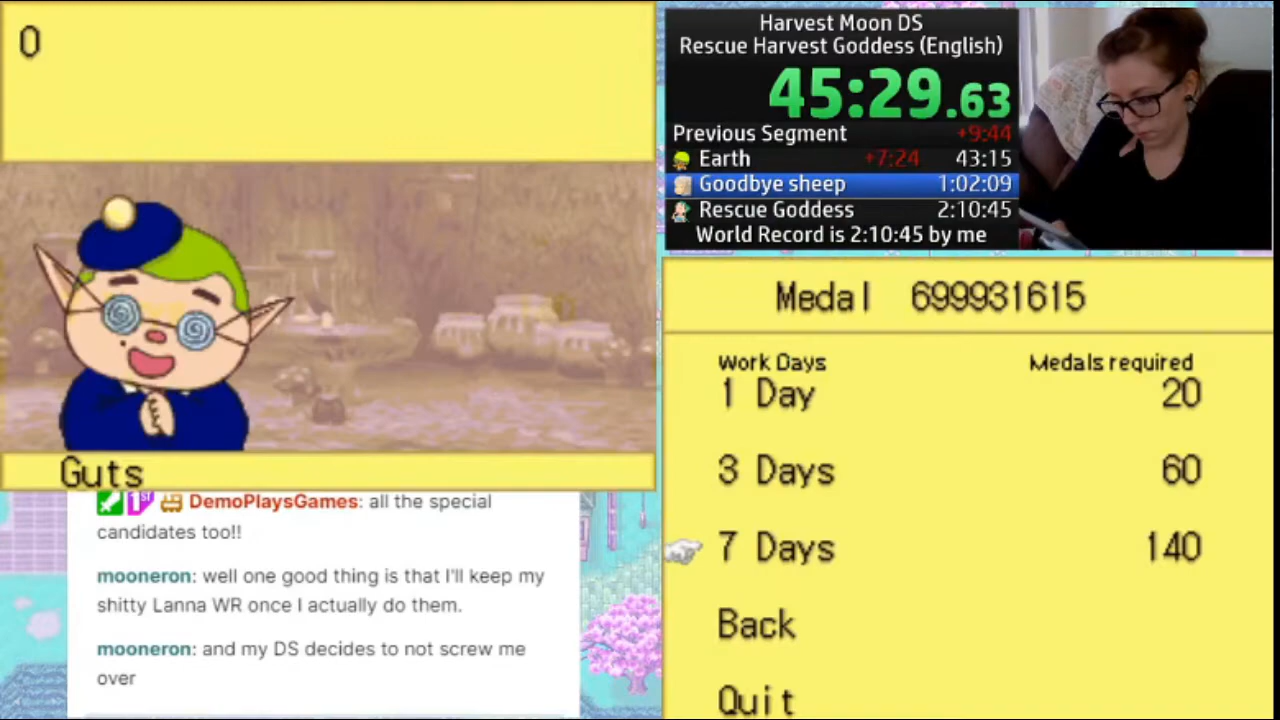 0
Guts
DemoPlaysGames: all the special
candidates too!!
mooneron: well one good thing is that I'll keep my
shitty Lanna WR once I actually do them.
mooneron: and my DS decides to not screw me
over
Harvest Moon DS
Rescue Harvest Goddess (English)
45:29.63
Previous Segment +9:44
Earth +7:24 43:15
Goodbye sheep 1:02:09
Rescue Goddess 2:10:45
World Record is 2:10:45 by me
Medal 699931615
Work Days Medals required
1 Day 20
3 Days 60
7 Days 140
Back
Quit